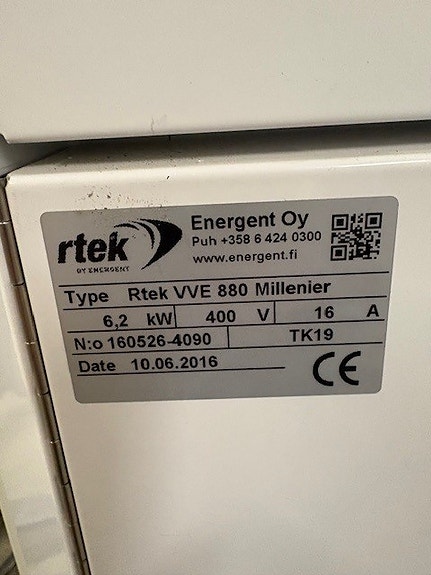 rtek
OY ENERGENT
Energent Oy
Puh +358 6 424 0300
www.energent.fi
Type Rtek VVE 880 Millenier
6,2 kW 400 V 16 A
N:o 160526-4090 TK19
Date 10.06.2016
CE